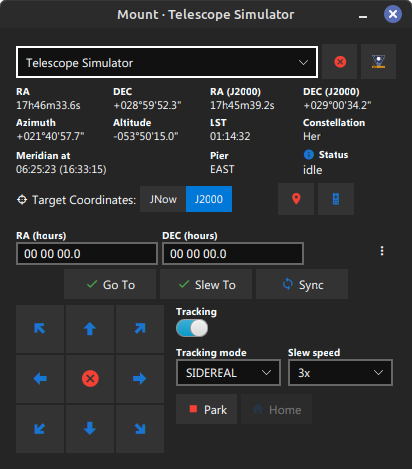 Mount · Telescope Simulator
Telescope Simulator
RA DEC RA (J2000) DEC (J2000)
17h46m33.6s +028°59'52.3" 17h45m39.2s +029°00'34.2"
Azimuth Altitude LST Constellation
+021°40'57.7" -053°50'15.0" 01:14:32 Her
Meridian at Pier Status
06:25:23 (16:33:15) EAST idle
Target Coordinates: JNow J2000
RA (hours) DEC (hours)
00 00 00.0 00 00 00.0
Go To Slew To Sync
Tracking
Tracking mode Slew speed
SIDEREAL 3x
Park Home